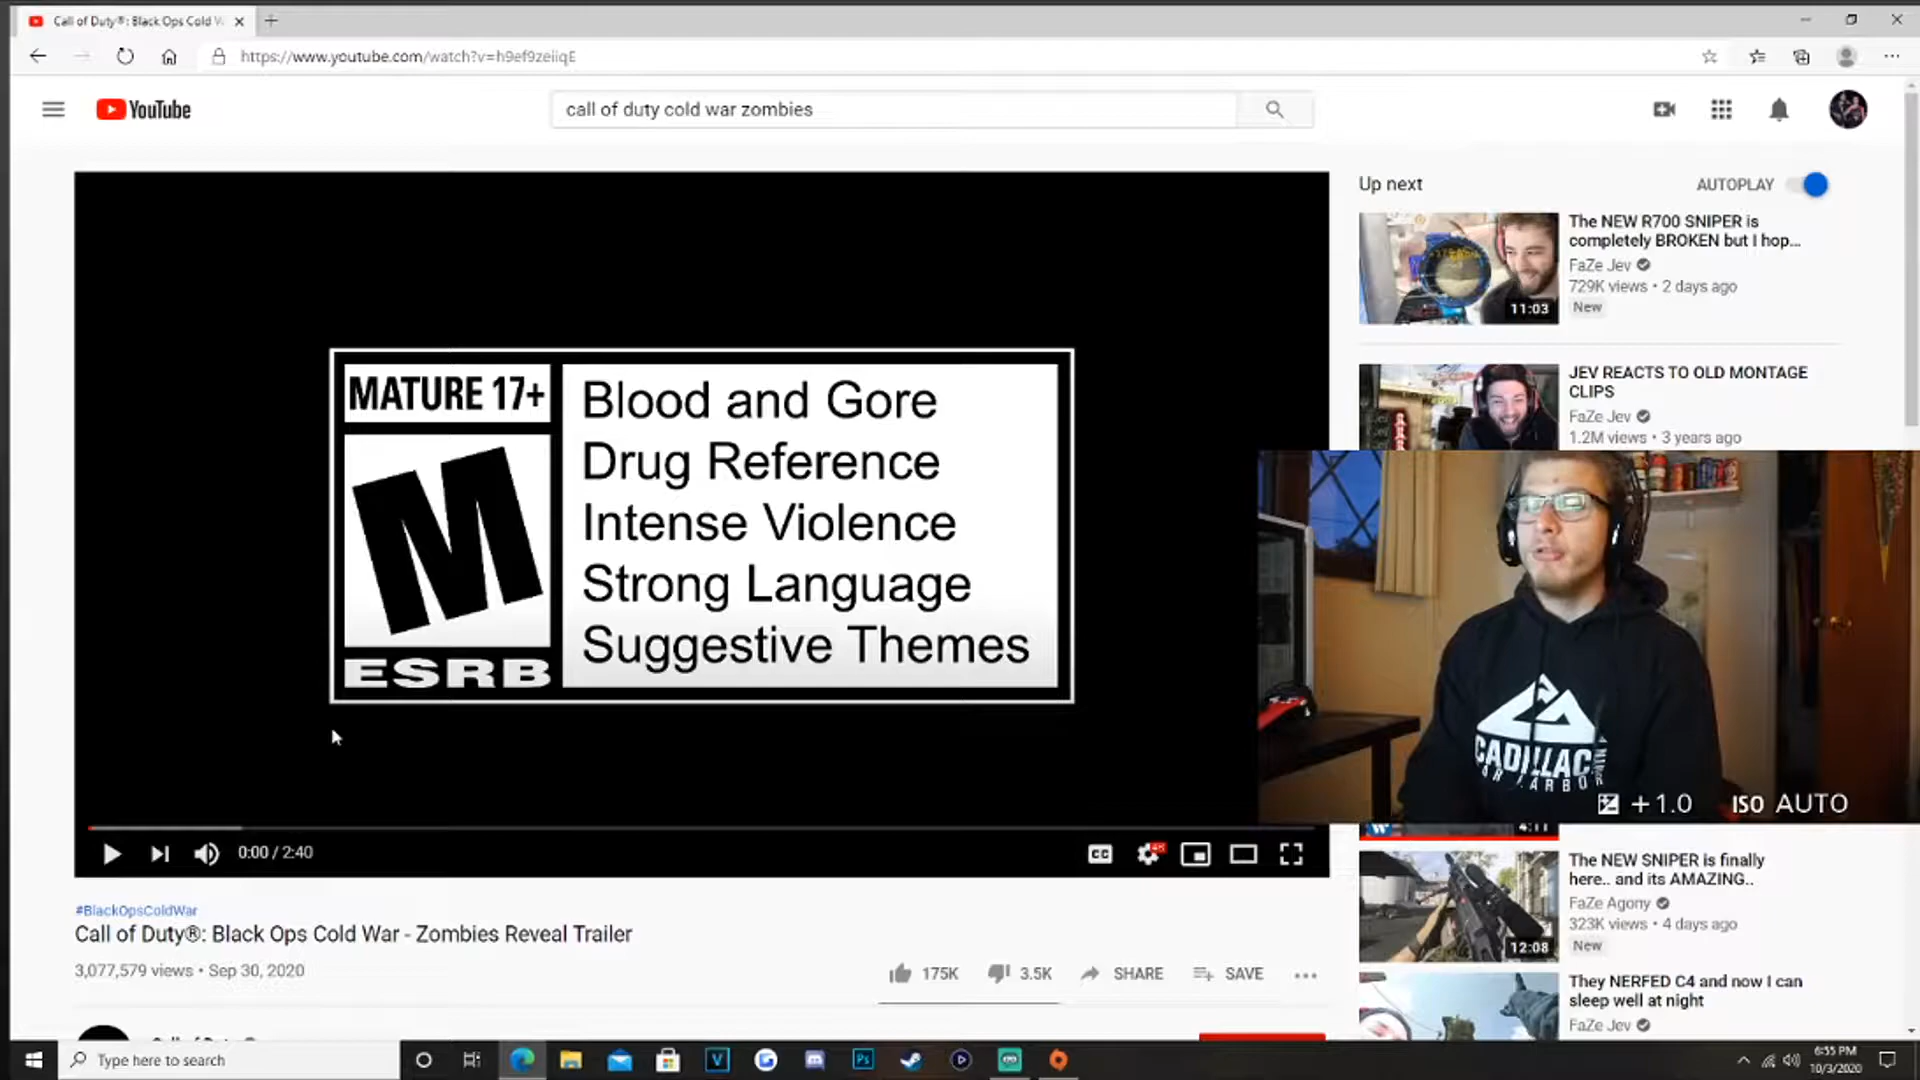 Call of Duty®: Black Ops Cold W
https://www.youtube.com/watch?v=h9ef9zeiiqE
YouTube
call of duty cold war zombies
Up next
AUTOPLAY
The NEW R700 SNIPER is
completely BROKEN but I hop...
FaZe Jev
729K views • 2 days ago
New
11:03
JEV REACTS TO OLD MONTAGE
CLIPS
FaZe Jev
1.2M views • 3 years ago
MATURE 17+
M
ESRB
Blood and Gore
Drug Reference
Intense Violence
Strong Language
Suggestive Themes
CADILLAC
+1.0 ISO AUTO
4:11
0:00 / 2:40
CC
4K
The NEW SNIPER is finally
here.. and its AMAZING..
FaZe Agony
323K views • 4 days ago
New
12:08
#BlackOpsColdWar
Call of Duty®: Black Ops Cold War - Zombies Reveal Trailer
3,077,579 views • Sep 30, 2020
175K 3.5K SHARE SAVE
They NERFED C4 and now I can
sleep well at night
FaZe Jev
Type here to search
V
Ps
6:55 PM
10/3/2020